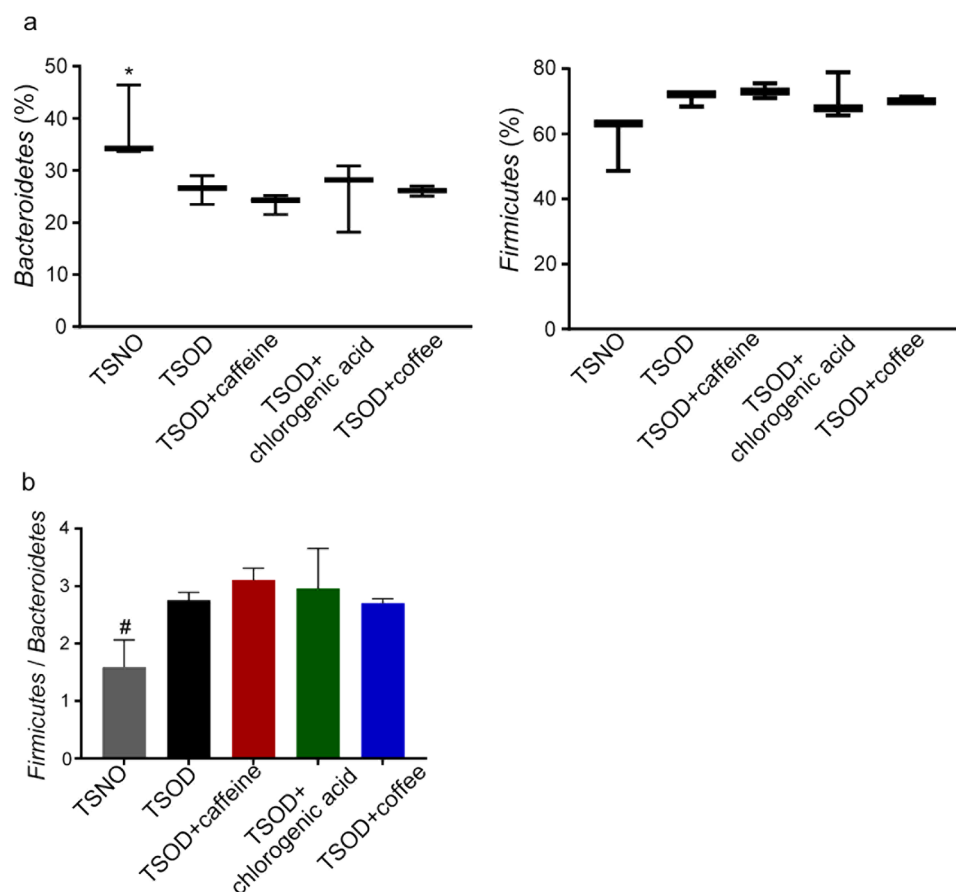 a
Bacteroidetes (%)
50
40
30
20
10
0
*
TSNO
TSOD
TSOD+caffeine
TSOD+
chlorogenic acid
TSOD+coffee
Firmicutes (%)
80
60
40
20
0
TSNO
TSOD
TSOD+caffeine
TSOD+
chlorogenic acid
TSOD+coffee
b
Firmicutes / Bacteroidetes
4
3
2
1
0
#
TSNO
TSOD
TSOD+caffeine
TSOD+
chlorogenic acid
TSOD+coffee